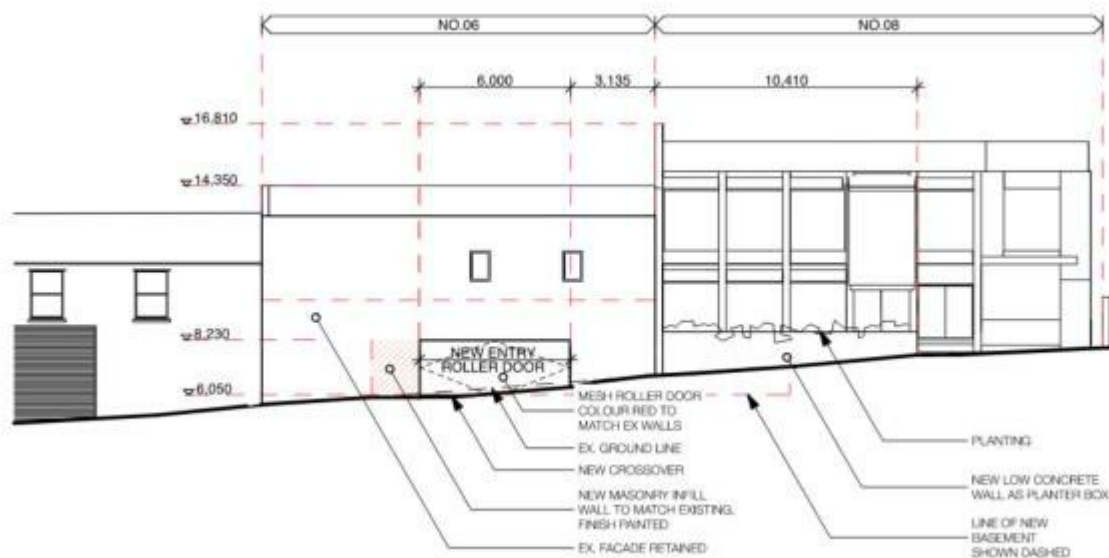 NO.06
NO.08
6,000
3,135
10,410
16,810
14,350
8,230
6,050
NEW ENTRY
ROLLER DOOR
MESH ROLLER DOOR
COLOUR RED TO
MATCH EX WALLS
EX. GROUND LINE
NEW CROSSOVER
NEW MASONRY INFILL
WALL TO MATCH EXISTING,
FINISH PAINTED
EX. FACADE RETAINED
PLANTING
NEW LOW CONCRETE
WALL AS PLANTER BOX
LINE OF NEW
BASEMENT
SHOWN DASHED